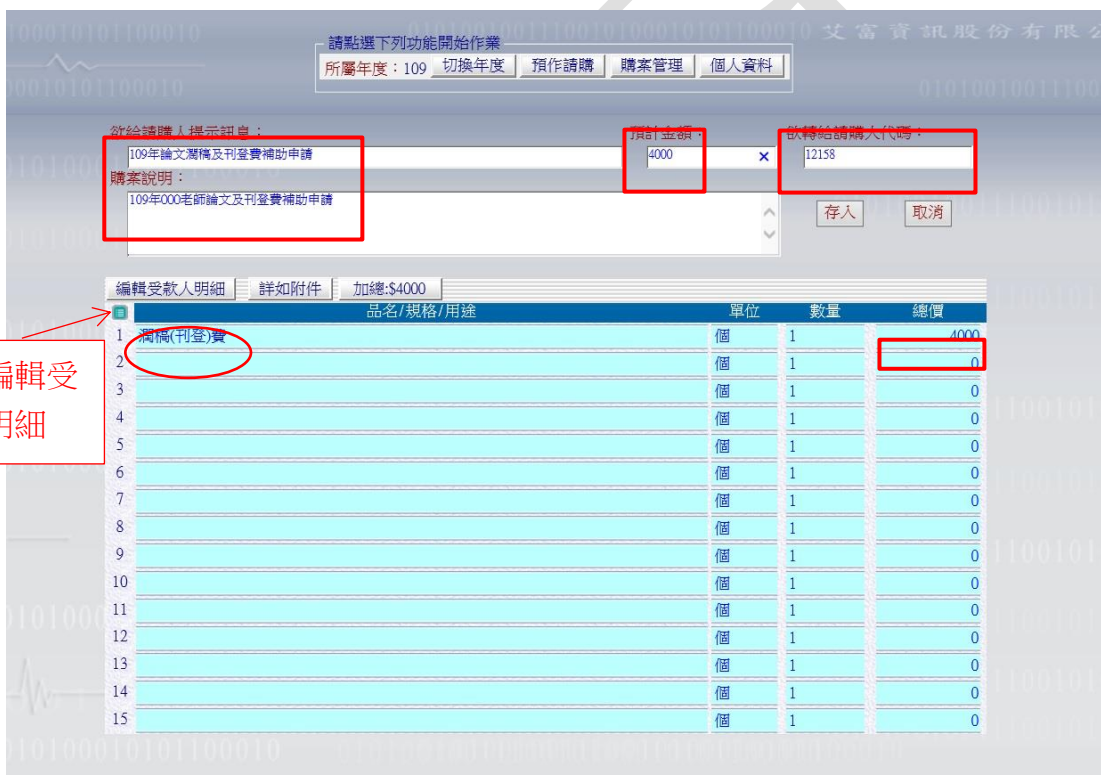 請點選下列功能開始作業
所屬年度：109 切換年度 預作請購 購案管理 個人資料
艾富資訊股份有限公
欲給請購人提示訊息：
預計金額：
欲轉給請購人代碼：
109年論文潤稿及刊登費補助申請
4000
12158
購案說明：
109年000老師論文及刊登費補助申請
存入 取消
編輯受款人明細 詳如附件 加總:$4000
品名/規格/用途 單位 數量 總價
1 潤稿(刊登)費 個 1 4000
2 個 1 0
3 個 1 0
4 個 1 0
5 個 1 0
6 個 1 0
7 個 1 0
8 個 1 0
9 個 1 0
10 個 1 0
11 個 1 0
12 個 1 0
13 個 1 0
14 個 1 0
15 個 1 0
編輯受
明細